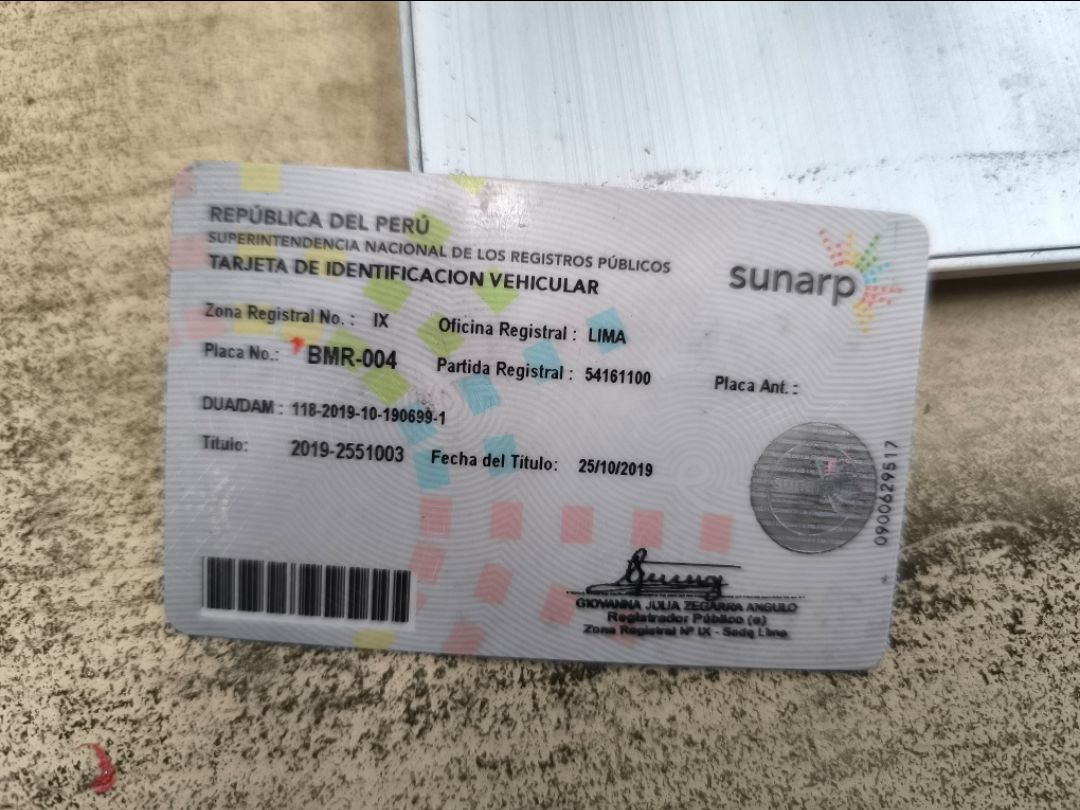 REPÚBLICA DEL PERÚ
SUPERINTENDENCIA NACIONAL DE LOS REGISTROS PÚBLICOS
TARJETA DE IDENTIFICACION VEHICULAR
sunarp
Zona Registral No. : IX Oficina Registral : LIMA
Placa No.: BMR-004 Partida Registral : 54161100 Placa Ant. :
DUA/DAM : 118-2019-10-190699-1
Titulo: 2019-2551003 Fecha del Titulo: 25/10/2019
0900629517
GIOVANNA JULIA ZEGARRA ANGULO
Registrador Público (e)
Zona Registral Nº IX - Sede Lima